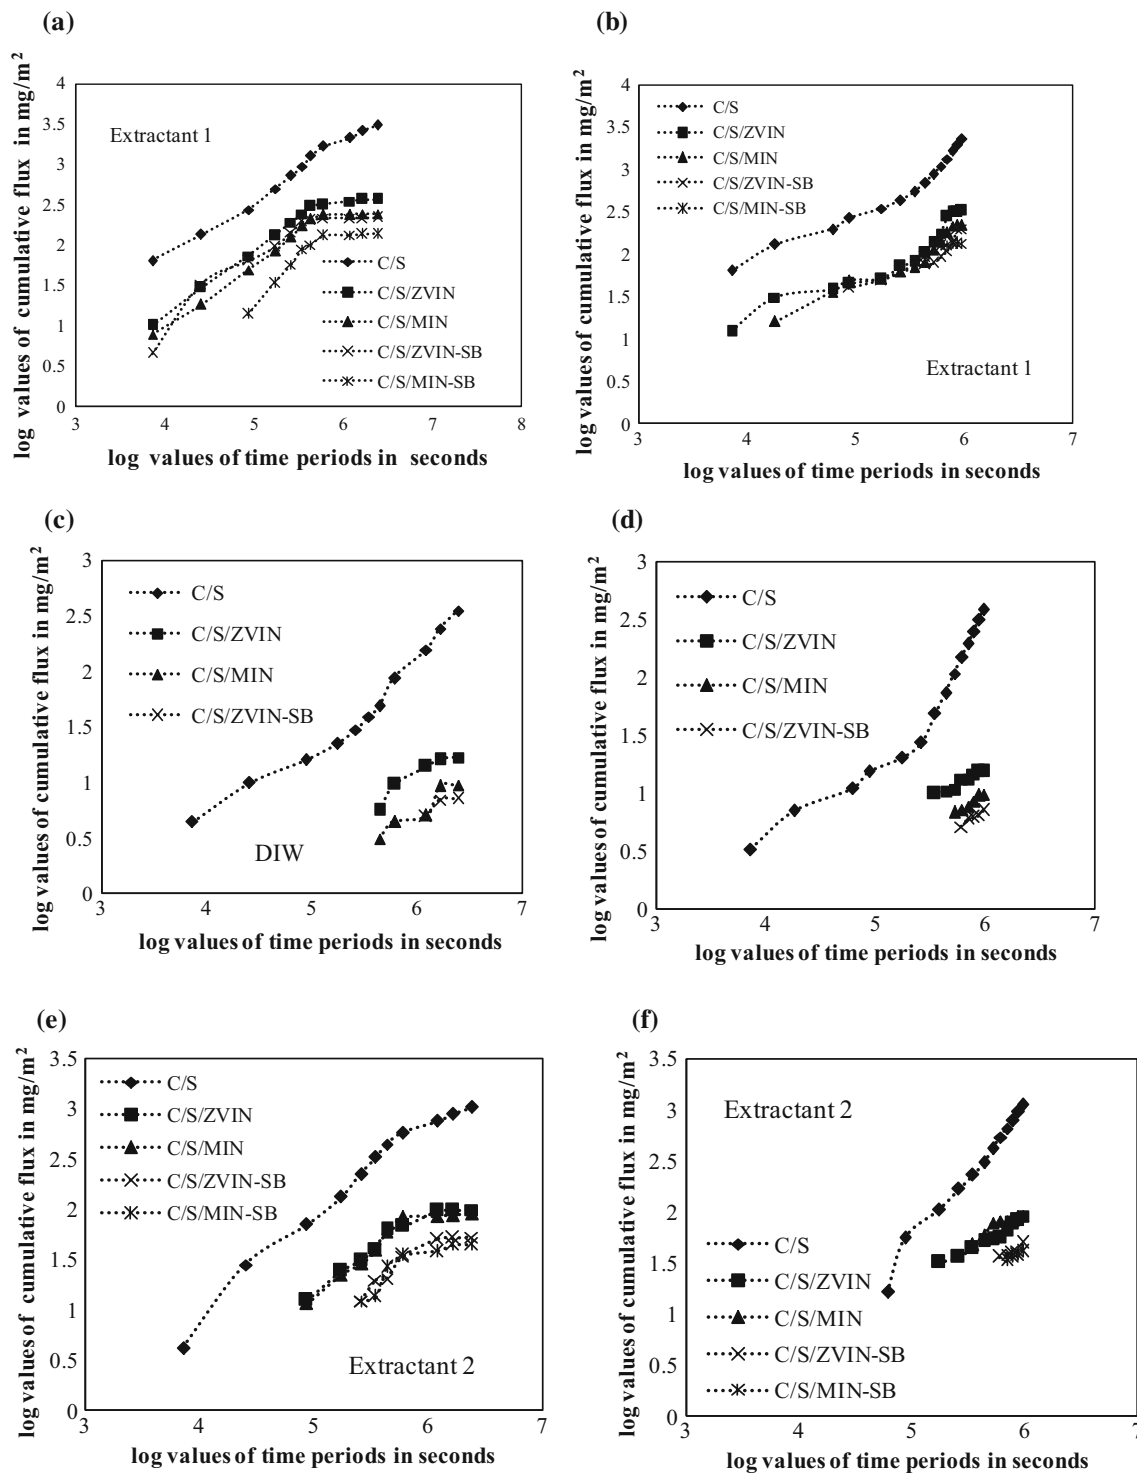 (a)
log values of cumulative flux in mg/m²
4
3.5
3
2.5
2
1.5
1
0.5
0
Extractant 1
C/S
C/S/ZVIN
C/S/MIN
C/S/ZVIN-SB
C/S/MIN-SB
3 4 5 6 7 8
log values of time periods in seconds
(b)
log values of cumulative flux in mg/m²
4
3.5
3
2.5
2
1.5
1
0.5
0
C/S
C/S/ZVIN
C/S/MIN
C/S/ZVIN-SB
C/S/MIN-SB
Extractant 1
3 4 5 6 7
log values of time periods in seconds
(c)
log values of cumulative flux in mg/m²
3
2.5
2
1.5
1
0.5
0
C/S
C/S/ZVIN
C/S/MIN
C/S/ZVIN-SB
DIW
3 4 5 6 7
log values of time periods in seconds
(d)
log values of cumulative flux in mg/m²
3
2.5
2
1.5
1
0.5
0
C/S
C/S/ZVIN
C/S/MIN
C/S/ZVIN-SB
3 4 5 6 7
log values of time periods in seconds
(e)
log values of cumulative flux in mg/m²
3.5
3
2.5
2
1.5
1
0.5
0
C/S
C/S/ZVIN
C/S/MIN
C/S/ZVIN-SB
C/S/MIN-SB
Extractant 2
3 4 5 6 7
log values of time periods in seconds
(f)
log values of cumulative flux in mg/m²
3.5
3
2.5
2
1.5
1
0.5
0
Extractant 2
C/S
C/S/ZVIN
C/S/MIN
C/S/ZVIN-SB
C/S/MIN-SB
3 4 5 6 7
log values of time periods in seconds